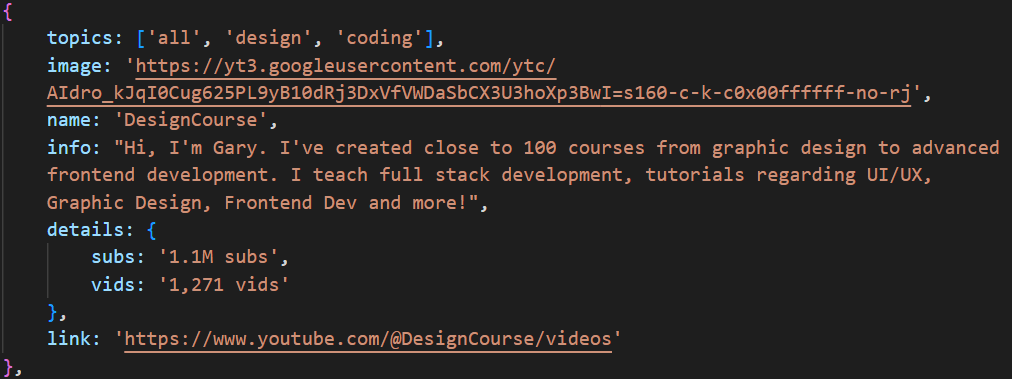 {
topics: ['all', 'design', 'coding'],
image: 'https://yt3.googleusercontent.com/ytc/
AIdro_kJqI0Cug625PL9yB10dRj3DxVfVWDaSbCX3U3hoXp3BwI=s160-c-k-c0x00ffffff-no-rj',
name: 'DesignCourse',
info: "Hi, I'm Gary. I've created close to 100 courses from graphic design to advanced
frontend development. I teach full stack development, tutorials regarding UI/UX,
Graphic Design, Frontend Dev and more!",
details: {
subs: '1.1M subs',
vids: '1,271 vids'
},
link: 'https://www.youtube.com/@DesignCourse/videos'
},